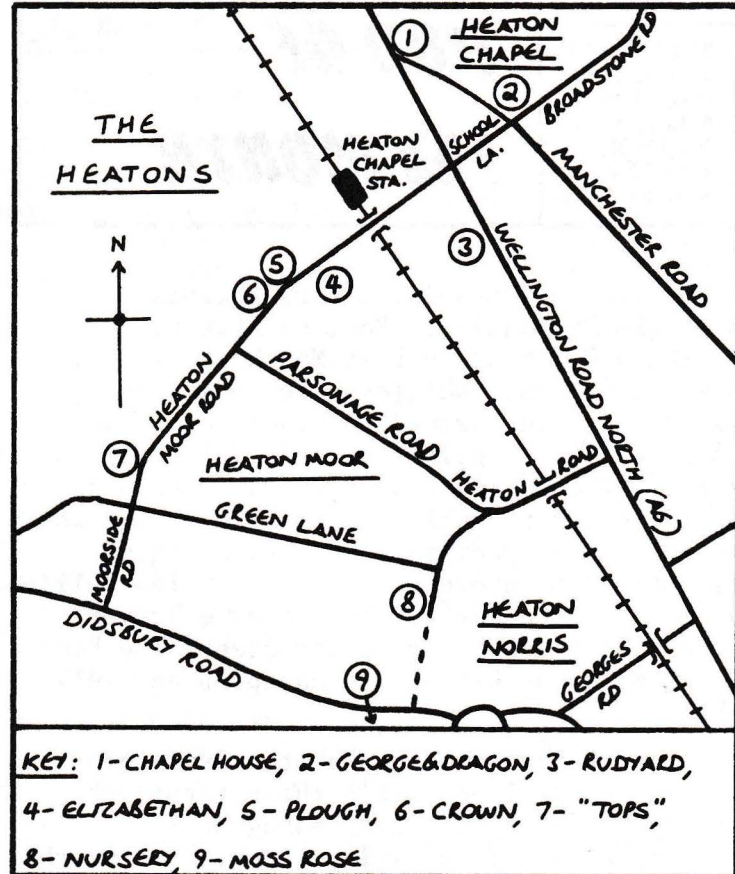 1
HEATON
CHAPEL
BROADSTONE RD
2
SCHOOL
LA.
THE
HEATONS
HEATON
CHAPEL
STA.
MANCHESTER ROAD
N
3
WELLINGTON ROAD NORTH (A6)
5
6
4
HEATON
MOOR ROAD
PARSONAGE ROAD
7
HEATON MOOR
HEATON ROAD
GREEN LANE
MOORSIDE
RD
8
HEATON
NORRIS
DIDSBURY ROAD
9
GEORGES
RD
KEY: 1-CHAPEL HOUSE, 2-GEORGE&DRAGON, 3-RUDYARD,
4-ELIZABETHAN, 5-PLOUGH, 6-CROWN, 7-"TOPS",
8-NURSERY, 9-MOSS ROSE